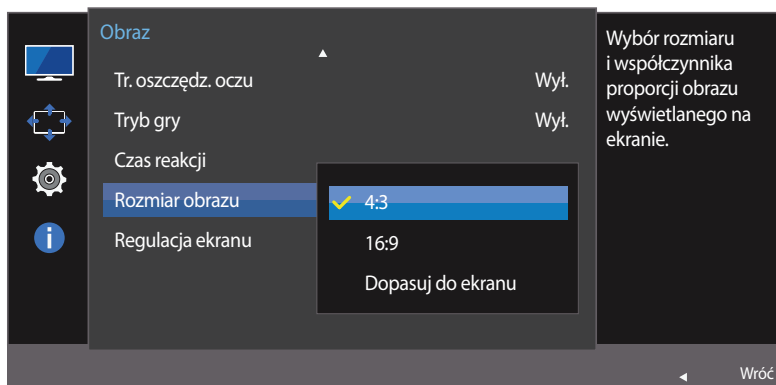 Obraz
Tr. oszczędz. oczu Wył.
Tryb gry Wył.
Czas reakcji
Rozmiar obrazu
Regulacja ekranu
4:3
16:9
Dopasuj do ekranu
Wybór rozmiaru
i współczynnika
proporcji obrazu
wyświetlanego na
ekranie.
Wróć